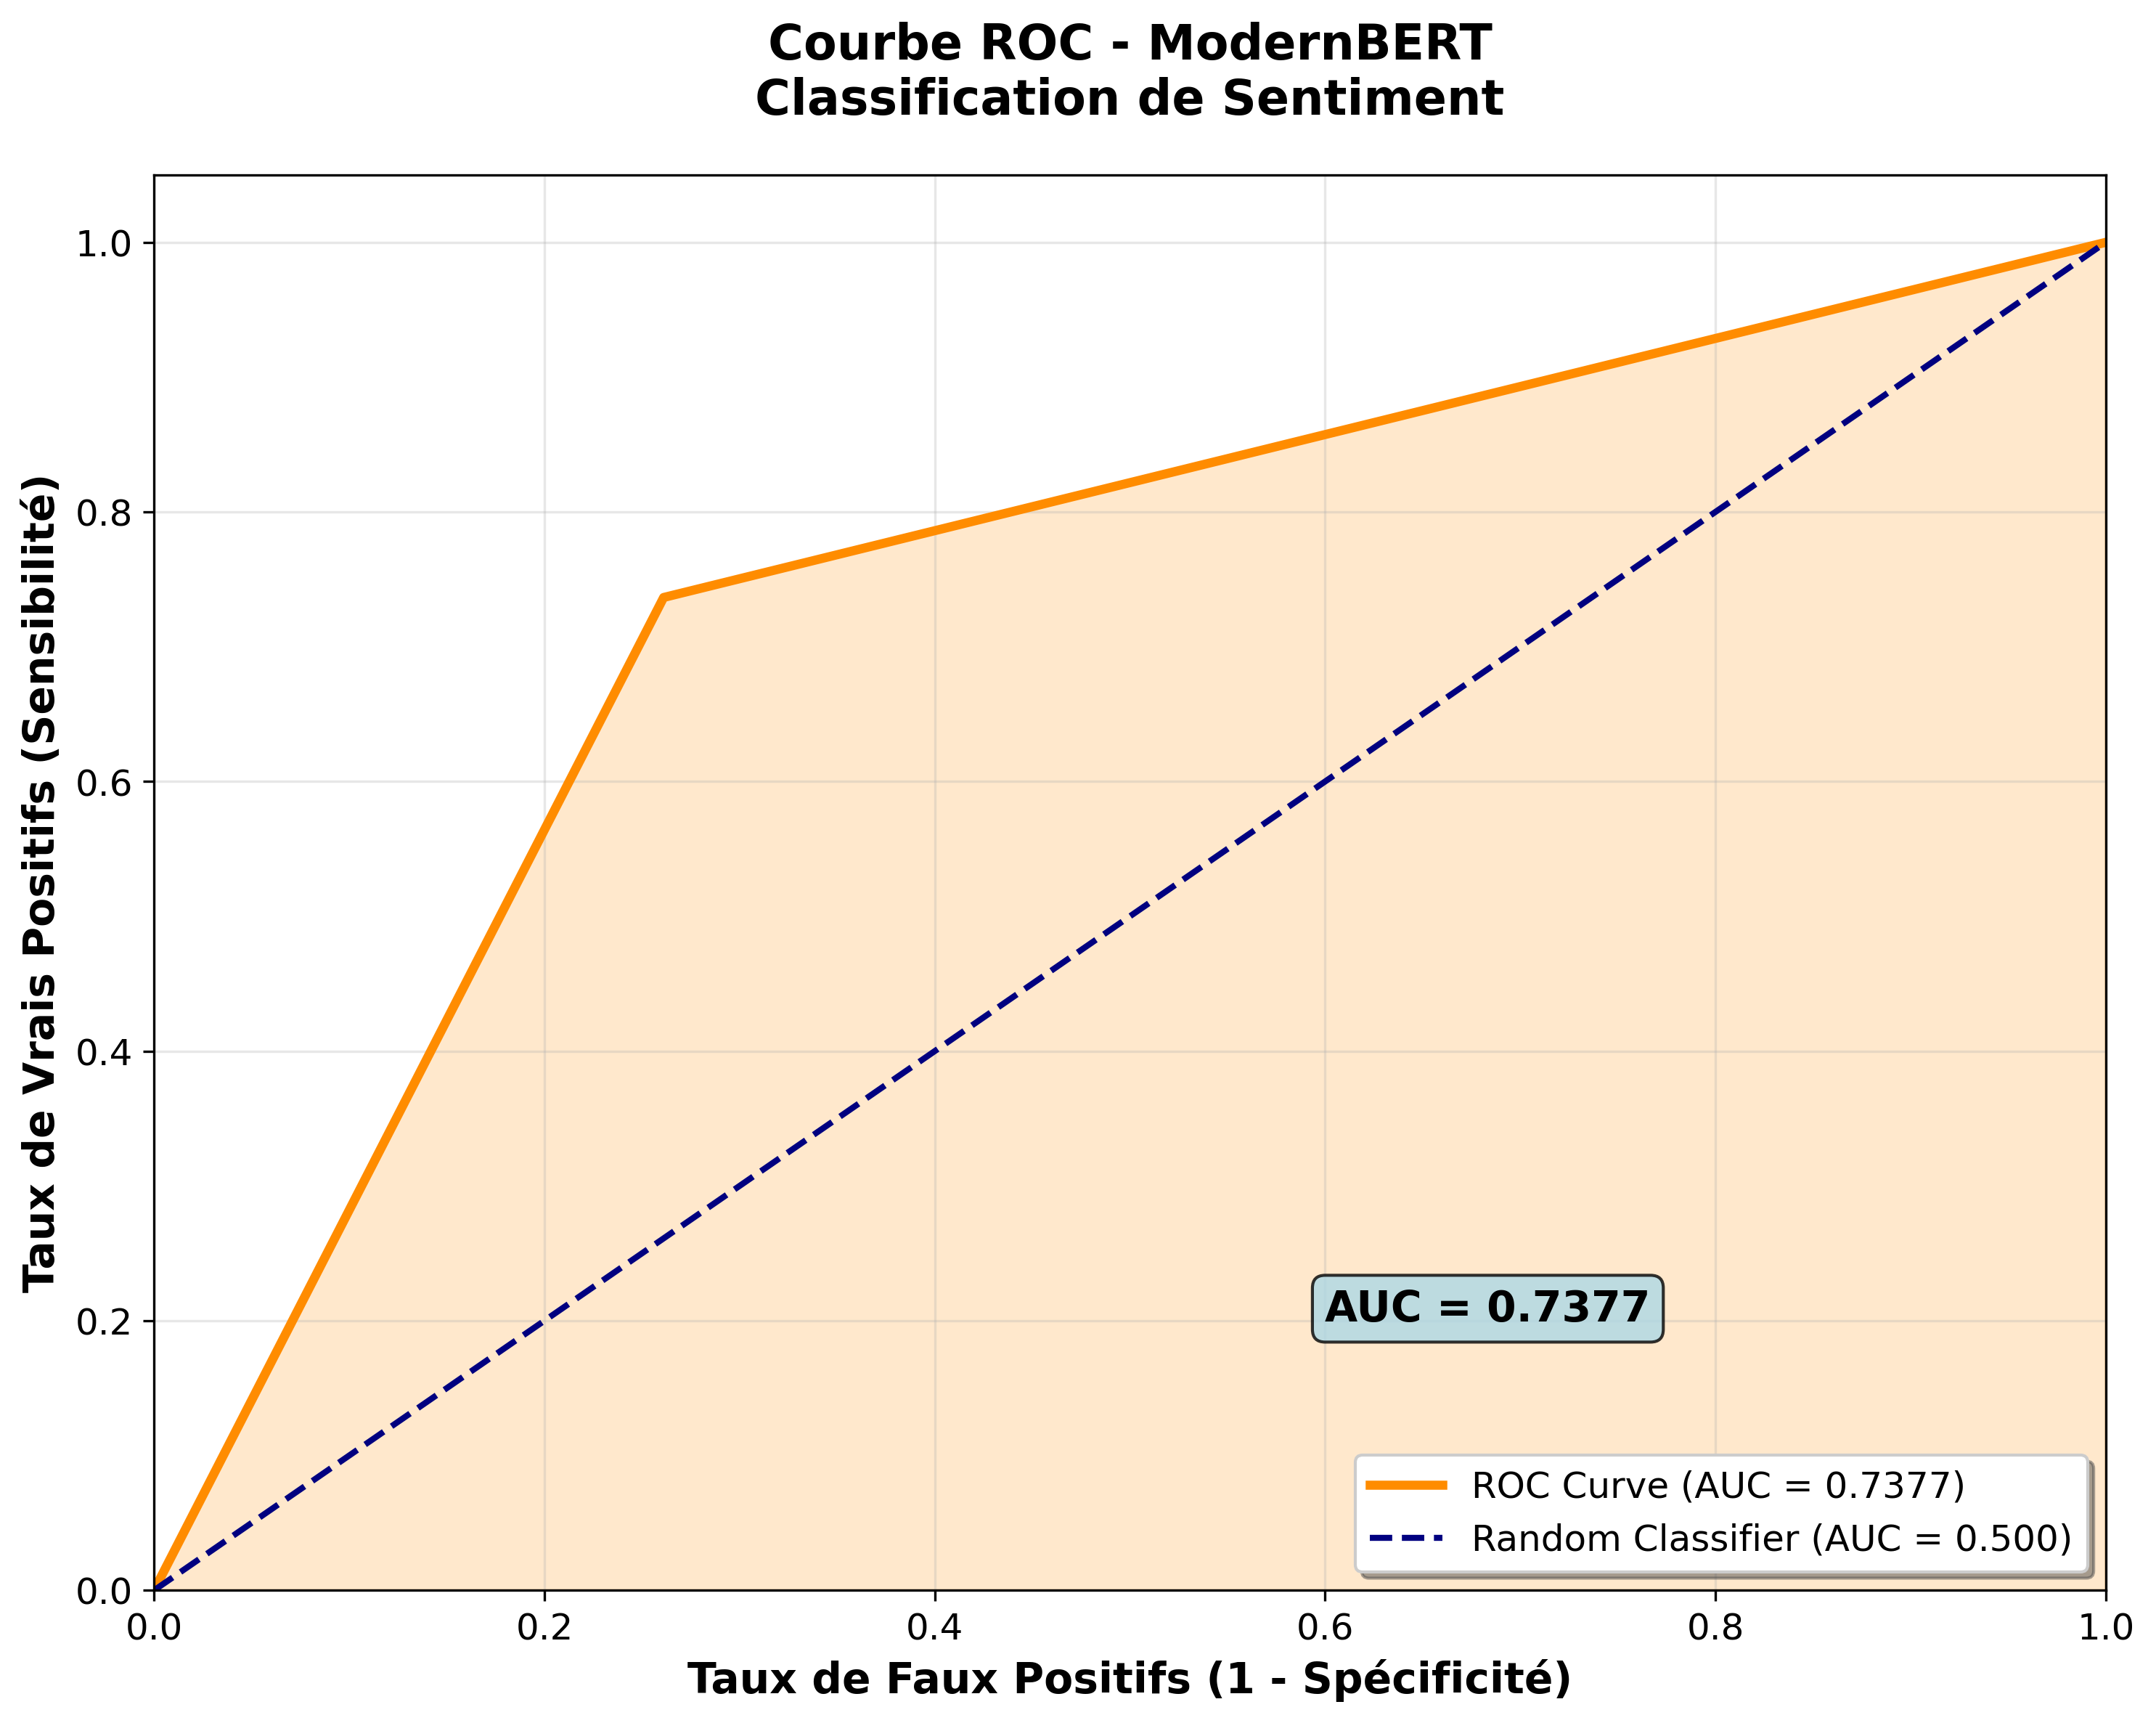 Courbe ROC - ModernBERT
Classification de Sentiment
Taux de Vrais Positifs (Sensibilité)
1.0
0.8
0.6
0.4
0.2
0.0
AUC = 0.7377
ROC Curve (AUC = 0.7377)
Random Classifier (AUC = 0.500)
0.0 0.2 0.4 0.6 0.8 1.0
Taux de Faux Positifs (1 - Spécificité)